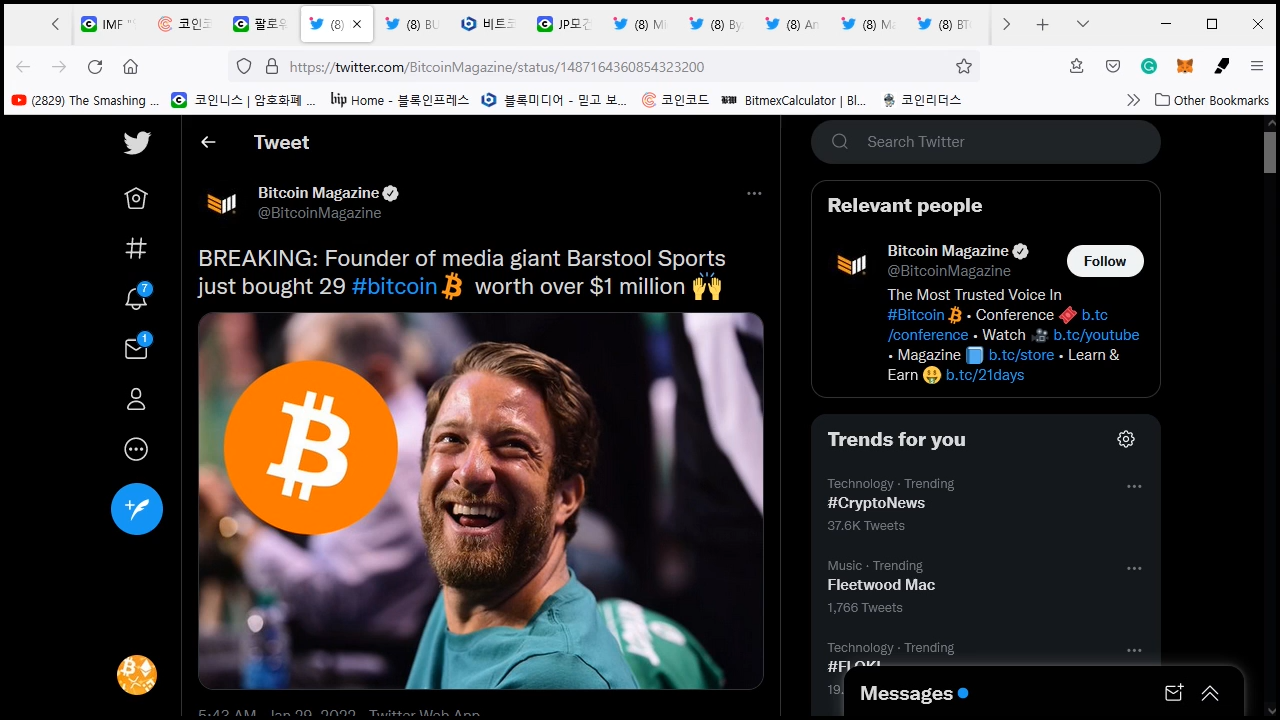 IMF "
코인코
팔로우
(8)
(8) BU
비트코
JP모건
(8) Mi
(8) By
(8) An
(8) Ma
(8) BTC
https://twitter.com/BitcoinMagazine/status/1487164360854323200
(2829) The Smashing ...
코인니스 | 암호화폐 ...
bip Home - 블록인프레스
블록미디어 - 믿고 보...
코인코드
BitmexCalculator | Bl...
코인리더스
Other Bookmarks
Tweet
Bitcoin Magazine
@BitcoinMagazine
BREAKING: Founder of media giant Barstool Sports
just bought 29 #bitcoin worth over $1 million 🙌
7
1
5:43 AM · Jan 29, 2022 · Twitter Web App
Search Twitter
Relevant people
Bitcoin Magazine
@BitcoinMagazine
Follow
The Most Trusted Voice In
#Bitcoin • Conference 🎟 b.tc
/conference • Watch 🎥 b.tc/youtube
• Magazine 📘 b.tc/store • Learn &
Earn 🤑 b.tc/21days
Trends for you
Technology · Trending
#CryptoNews
37.6K Tweets
Music · Trending
Fleetwood Mac
1,766 Tweets
Technology · Trending
#FLOKI
19.
Messages